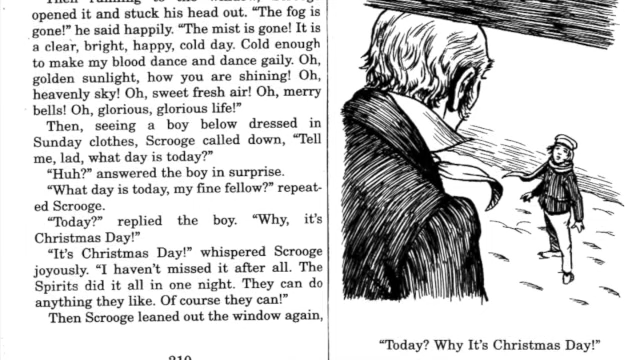 Then running to the window, Scrooge
opened it and stuck his head out. “The fog is
gone!” he said happily. “The mist is gone! It is
a clear, bright, happy, cold day. Cold enough
to make my blood dance and dance gaily. Oh,
golden sunlight, how you are shining! Oh,
heavenly sky! Oh, sweet fresh air! Oh, merry
bells! Oh, glorious, glorious life!”
Then, seeing a boy below dressed in
Sunday clothes, Scrooge called down, “Tell
me, lad, what day is today?”
“Huh?” answered the boy in surprise.
“What day is today, my fine fellow?” repeat-
ed Scrooge.
“Today?” replied the boy. “Why, it’s
Christmas Day!”
“It’s Christmas Day!” whispered Scrooge
joyously. “I haven’t missed it after all. The
Spirits did it all in one night. They can do
anything they like. Of course they can!”
Then Scrooge leaned out the window again,
“Today? Why It’s Christmas Day!”